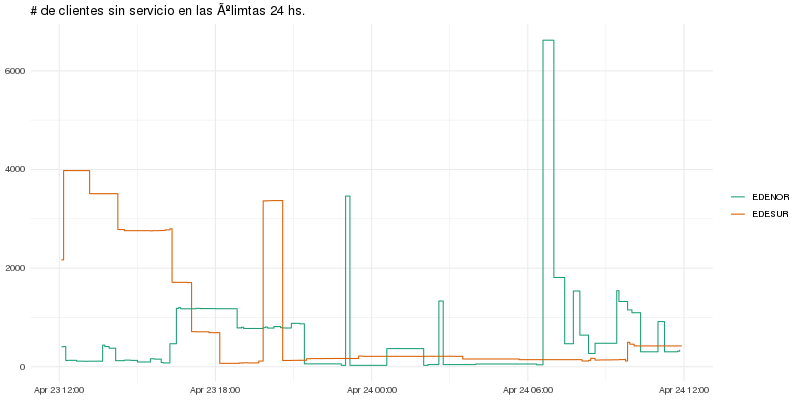 # de clientes sin servicio en las Ãºlimtas 24 hs.
6000
4000
2000
0
Apr 23 12:00
Apr 23 18:00
Apr 24 00:00
Apr 24 06:00
Apr 24 12:00
EDENOR
EDESUR